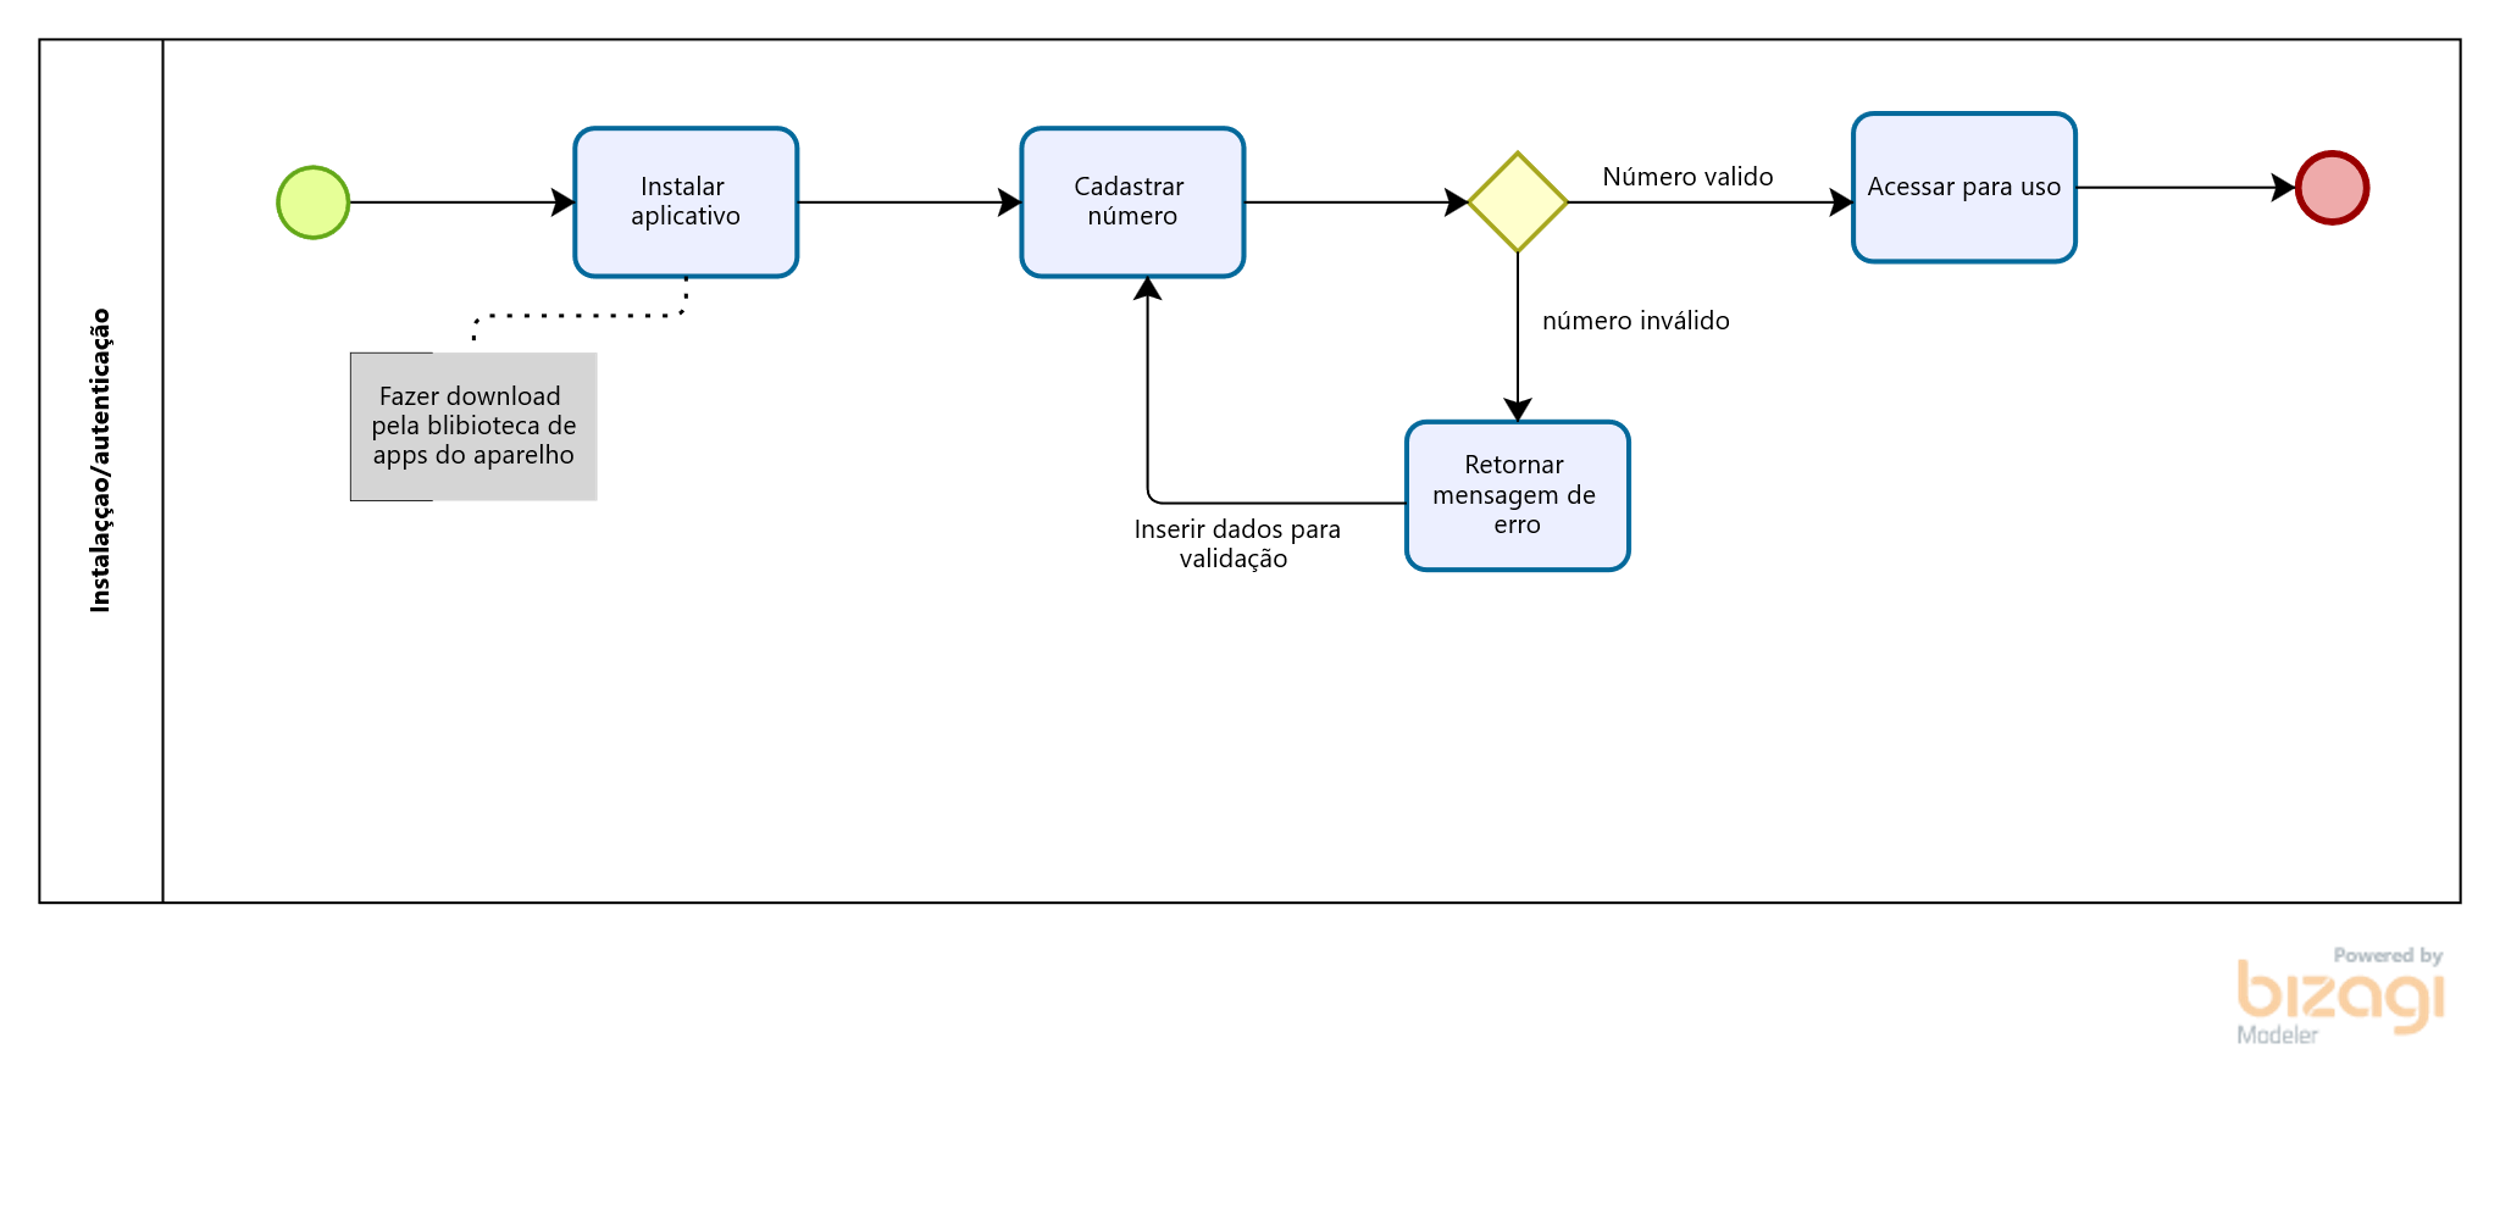 Instalaçção/autenticação
Instalar
aplicativo
Cadastrar
número
Número valido
Acessar para uso
número inválido
Fazer download
pela blibioteca de
apps do aparelho
Retornar
mensagem de
erro
Inserir dados para
validação
Powered by
bizagi
Modeler